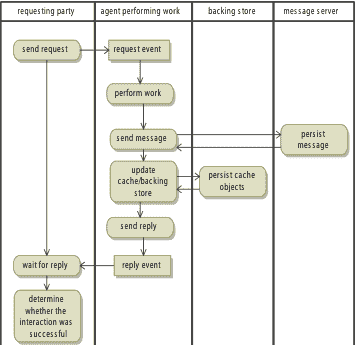 requesting party
agent performing work
backing store
message server
send request
request event
perform work
send message
persist
message
update
cache/backing
store
persist cache
objects
send reply
wait for reply
reply event
determine
whether the
interaction was
successful